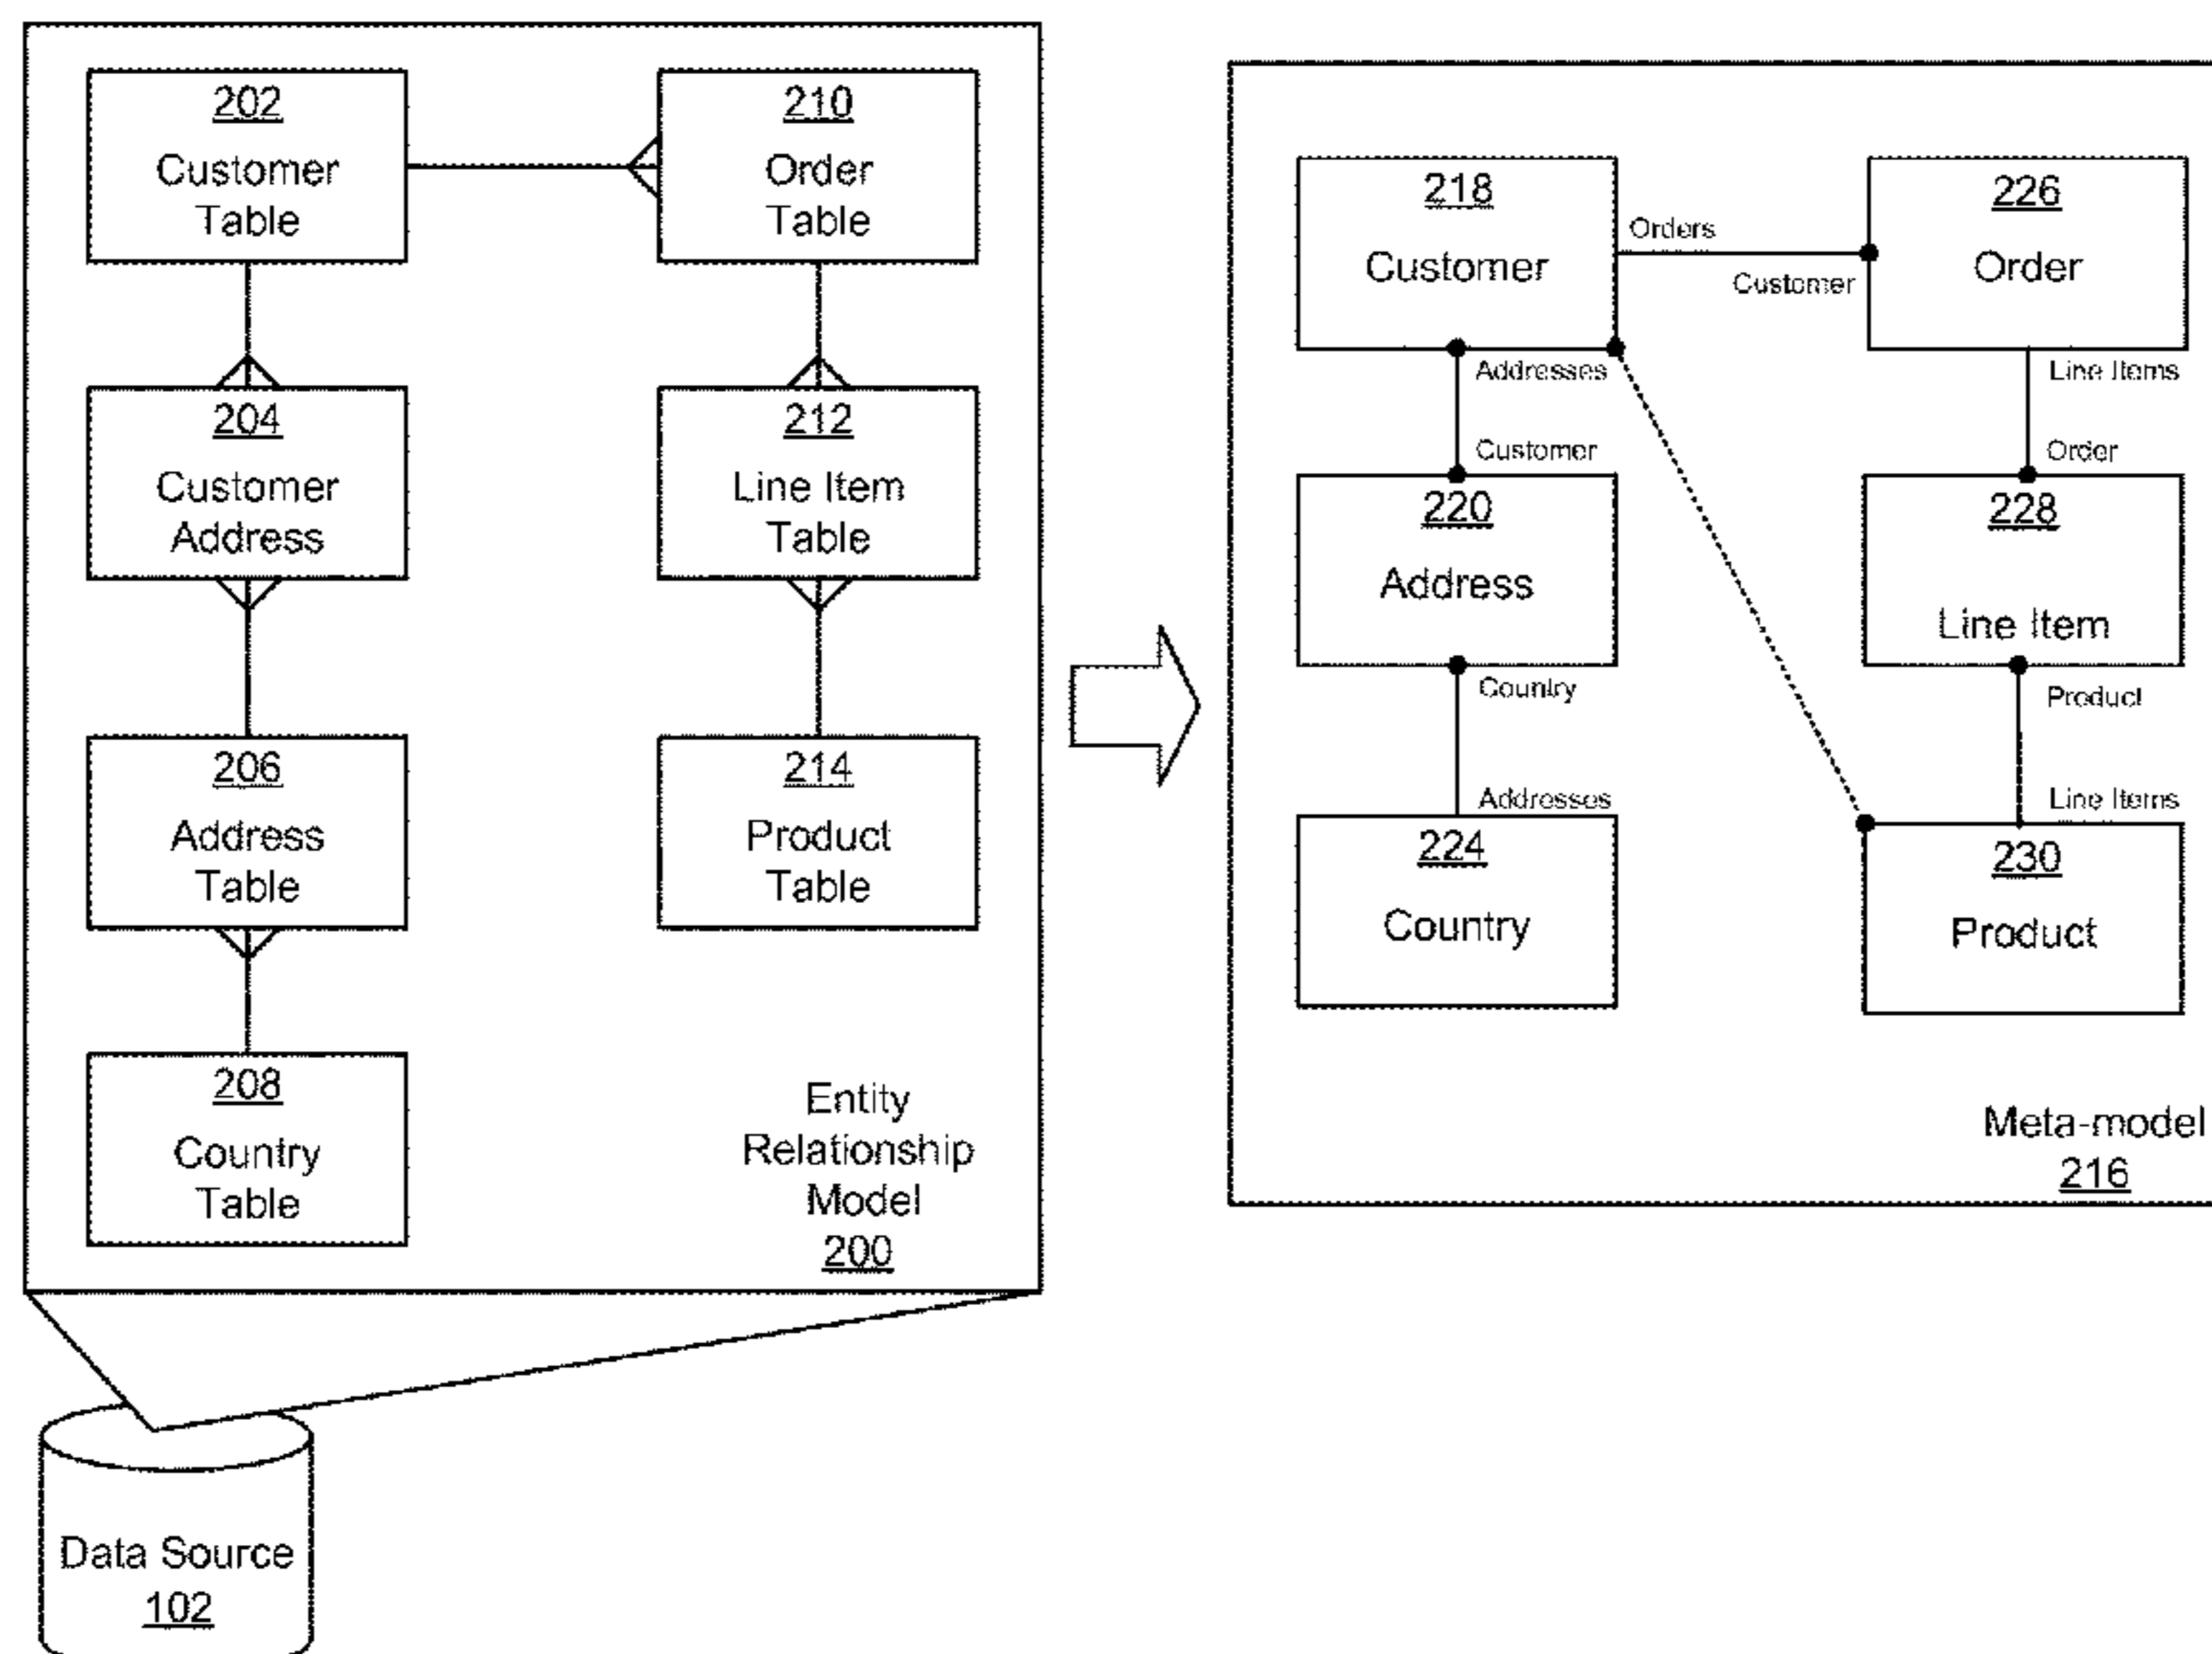 202
Customer
Table
210
Order
Table
204
Customer
Address
212
Line Item
Table
206
Address
Table
214
Product
Table
208
Country
Table
Entity
Relationship
Model
200
Data Source
102
218
Customer
Orders
Customer
226
Order
Addresses
Customer
Line Items
Order
220
Address
228
Line Item
Country
Addresses
Product
Line Items
224
Country
230
Product
Meta-model
216